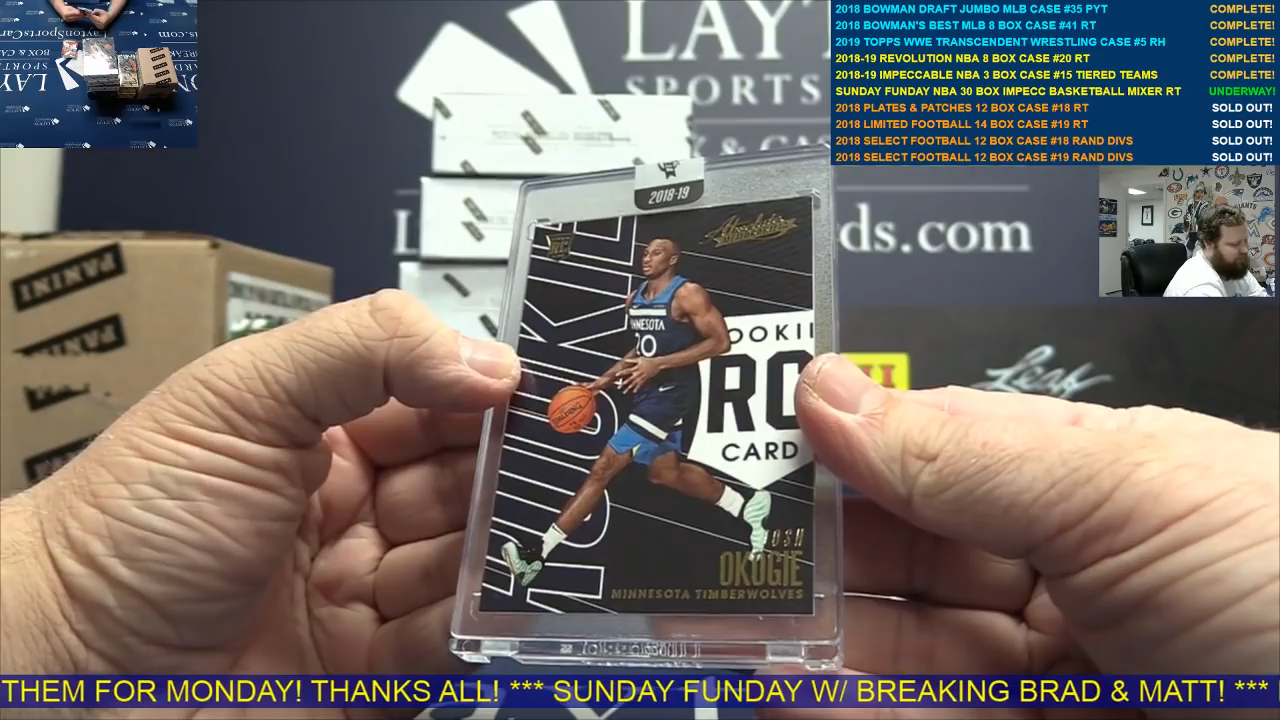 2018 BOWMAN DRAFT JUMBO MLB CASE #35 PYT COMPLETE!
2018 BOWMAN'S BEST MLB 8 BOX CASE #41 RT COMPLETE!
2019 TOPPS WWE TRANSCENDENT WRESTLING CASE #5 RH COMPLETE!
2018-19 REVOLUTION NBA 8 BOX CASE #20 RT COMPLETE!
2018-19 IMPECCABLE NBA 3 BOX CASE #15 TIERED TEAMS COMPLETE!
SUNDAY FUNDAY NBA 30 BOX IMPECC BASKETBALL MIXER RT UNDERWAY!
2018 PLATES & PATCHES 12 BOX CASE #18 RT SOLD OUT!
2018 LIMITED FOOTBALL 14 BOX CASE #19 RT SOLD OUT!
2018 SELECT FOOTBALL 12 BOX CASE #18 RAND DIVS SOLD OUT!
2018 SELECT FOOTBALL 12 BOX CASE #19 RAND DIVS SOLD OUT!
LAYT
SPORTS
ds.com
PANINI
Leaf
2018-19
Absolute
RC
ROOKIE
MINNESOTA
20
SPALDING
OOKI
RC
CARD
JOSH
OKOGIE
MINNESOTA TIMBERWOLVES
THEM FOR MONDAY! THANKS ALL! *** SUNDAY FUNDAY W/ BREAKING BRAD & MATT! ***